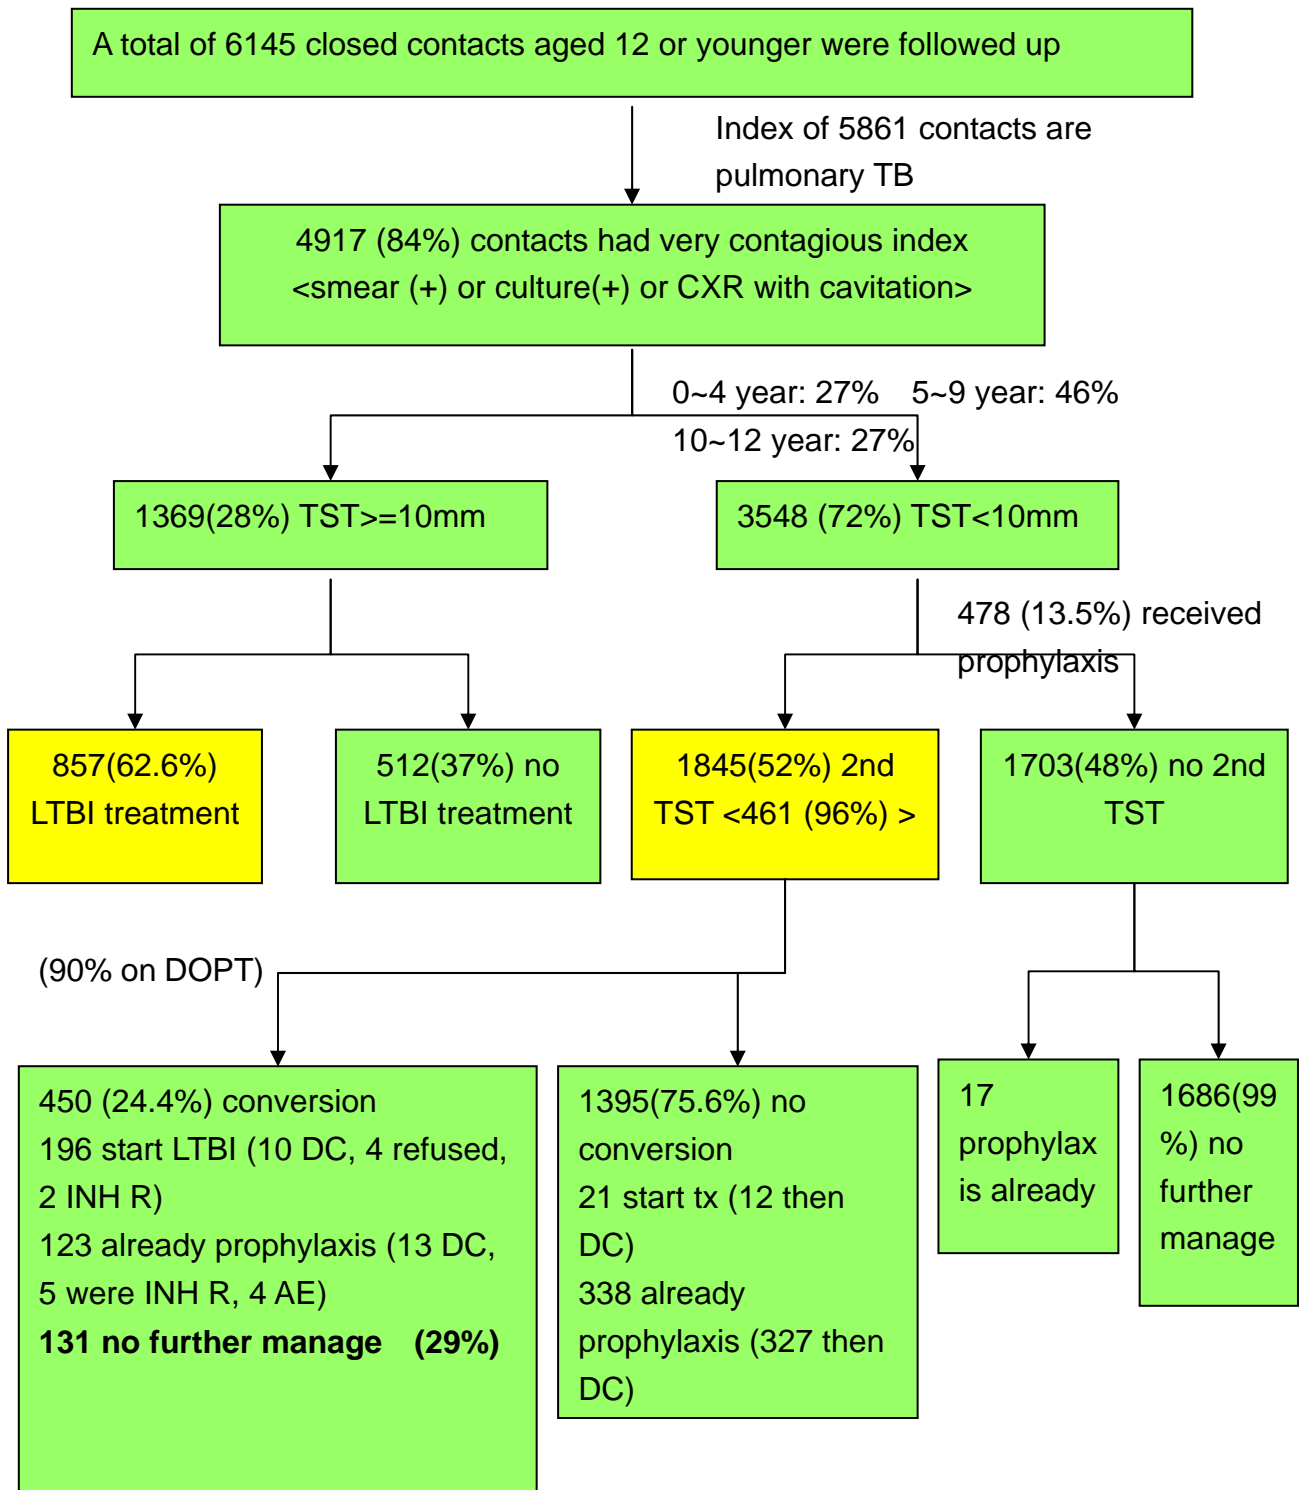 A total of 6145 closed contacts aged 12 or younger were followed up
Index of 5861 contacts are
pulmonary TB
4917 (84%) contacts had very contagious index
<smear (+) or culture(+) or CXR with cavitation>
0~4 year: 27% 5~9 year: 46%
10~12 year: 27%
1369(28%) TST>=10mm
3548 (72%) TST<10mm
478 (13.5%) received
prophylaxis
857(62.6%)
LTBI treatment
512(37%) no
LTBI treatment
1845(52%) 2nd
TST <461 (96%) >
1703(48%) no 2nd
TST
(90% on DOPT)
450 (24.4%) conversion
196 start LTBI (10 DC, 4 refused,
2 INH R)
123 already prophylaxis (13 DC,
5 were INH R, 4 AE)
131 no further manage (29%)
1395(75.6%) no
conversion
21 start tx (12 then
DC)
338 already
prophylaxis (327 then
DC)
17
prophylax
is already
1686(99
%) no
further
manage